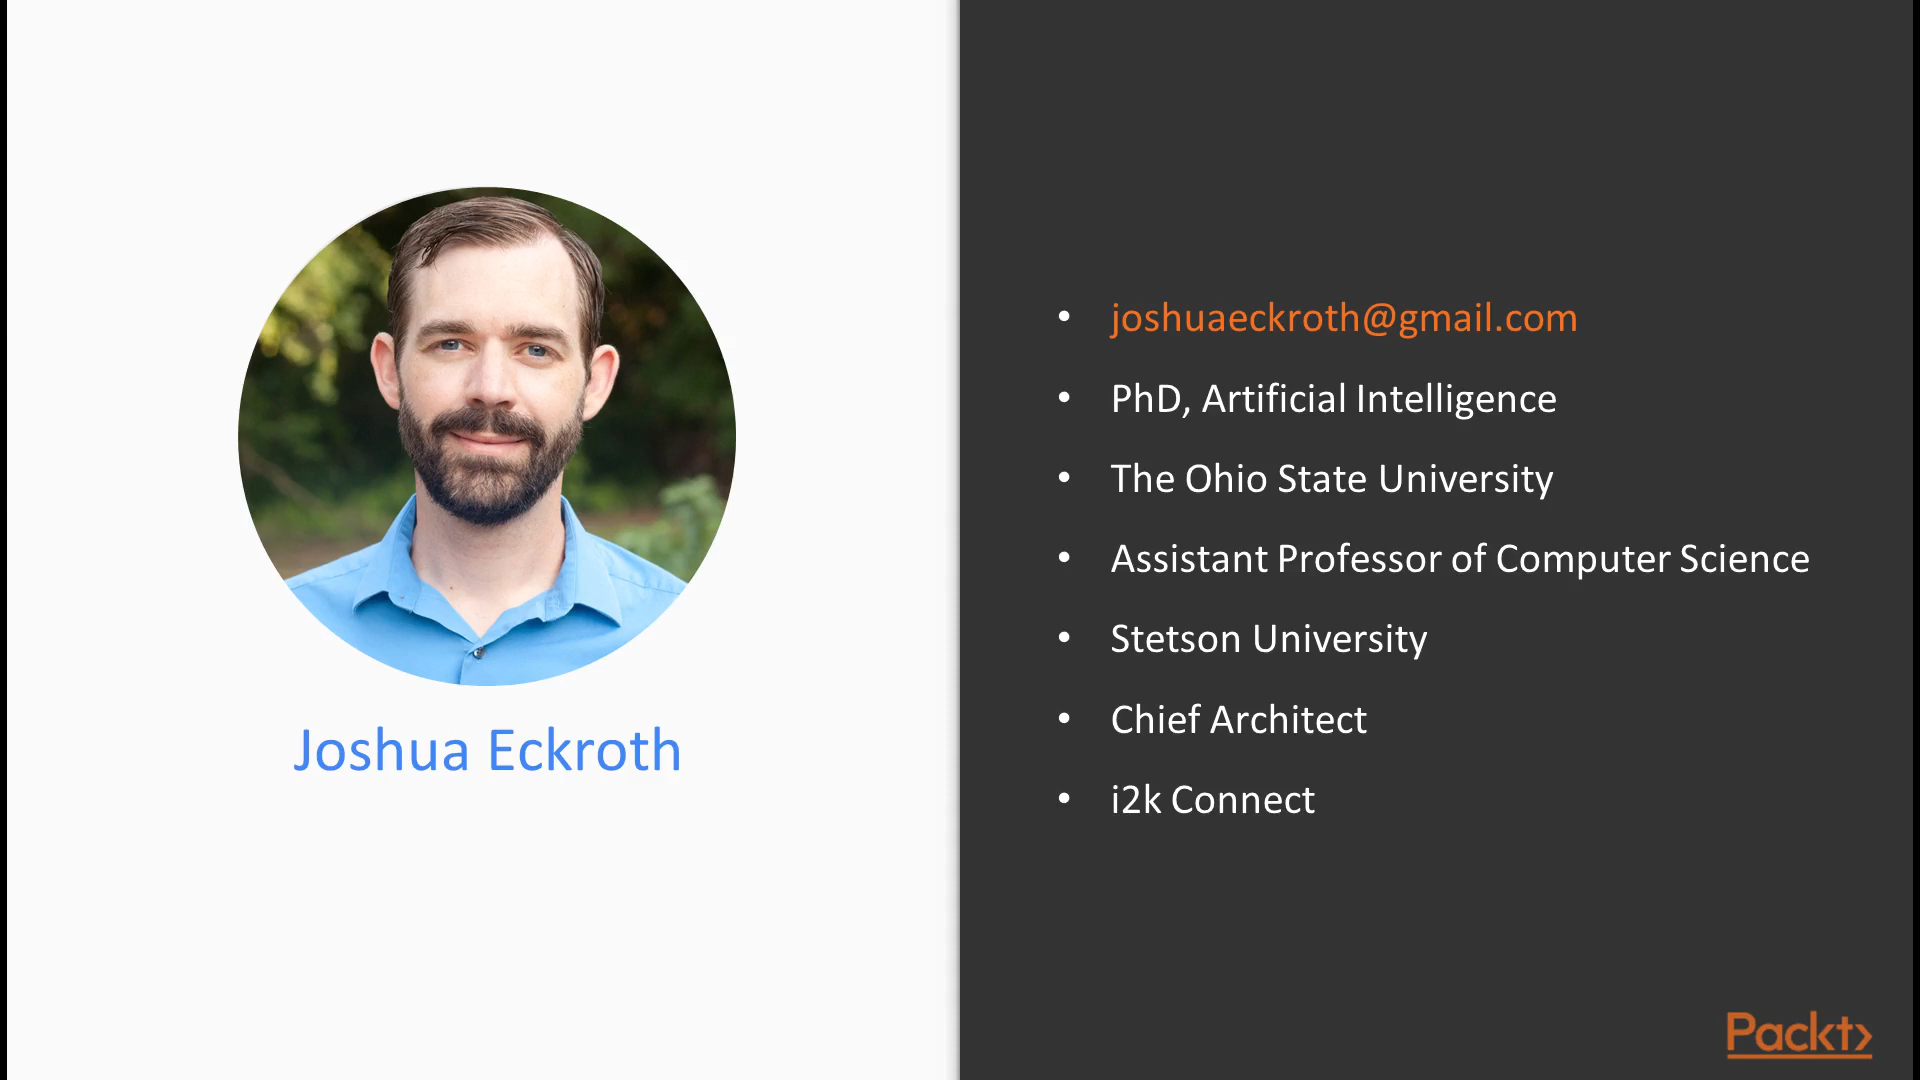 Joshua Eckroth
joshuaeckroth@gmail.com
PhD, Artificial Intelligence
The Ohio State University
Assistant Professor of Computer Science
Stetson University
Chief Architect
i2k Connect
Packt